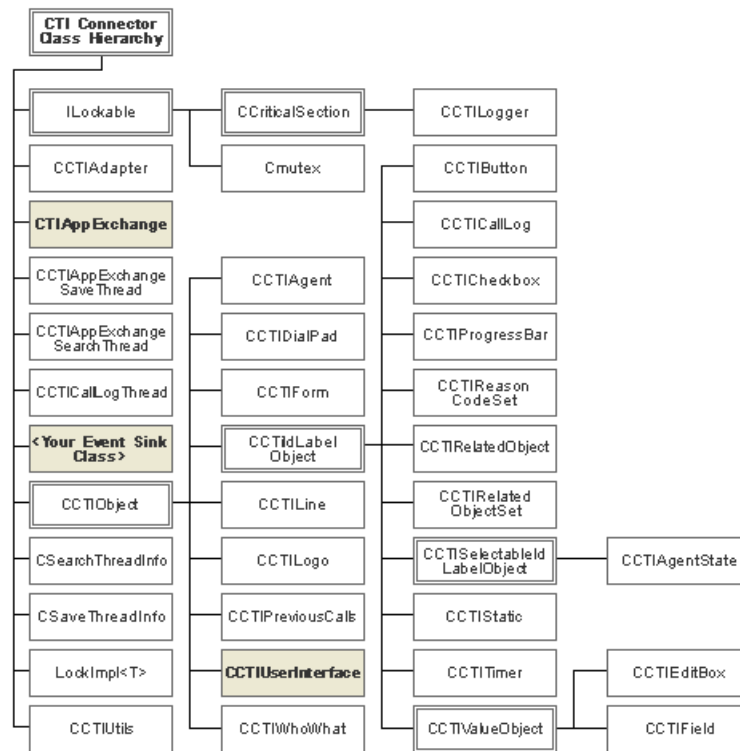 CTI Connector
Class Hierarchy
ILockable
CCriticalSection
CCTILogger
CCTIAdapter
Cmutex
CCTIButton
CTIAppExchange
CCTICallLog
CCTIAppExchange
SaveThread
CCTIAgent
CCTICheckbox
CCTIAppExchange
SearchThread
CCTIDialPad
CCTIProgressBar
CCTICallLogThread
CCTIForm
CCTIReason
CodeSet
<Your Event Sink
Class>
CCTIIdLabel
Object
CCTIRelatedObject
CCTIObject
CCTILine
CCTIRelated
ObjectSet
CSearchThreadInfo
CCTILogo
CCTISelectableId
LabelObject
CCTIAgentState
CSaveThreadInfo
CCTIPreviousCalls
CCTIStatic
LockImpl<T>
CCTIUserInterface
CCTITimer
CCTIEditBox
CCTIUtils
CCTIWhoWhat
CCTIValueObject
CCTIField